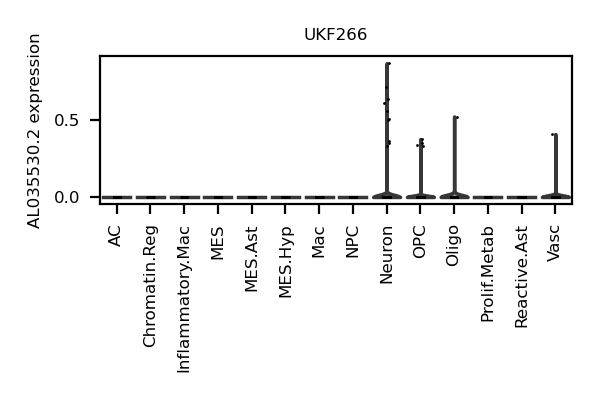 UKF266
AL035530.2 expression
0.5
0.0
AC
Chromatin.Reg
Inflammatory.Mac
MES
MES.Ast
MES.Hyp
Mac
NPC
Neuron
OPC
Oligo
Prolif.Metab
Reactive.Ast
Vasc